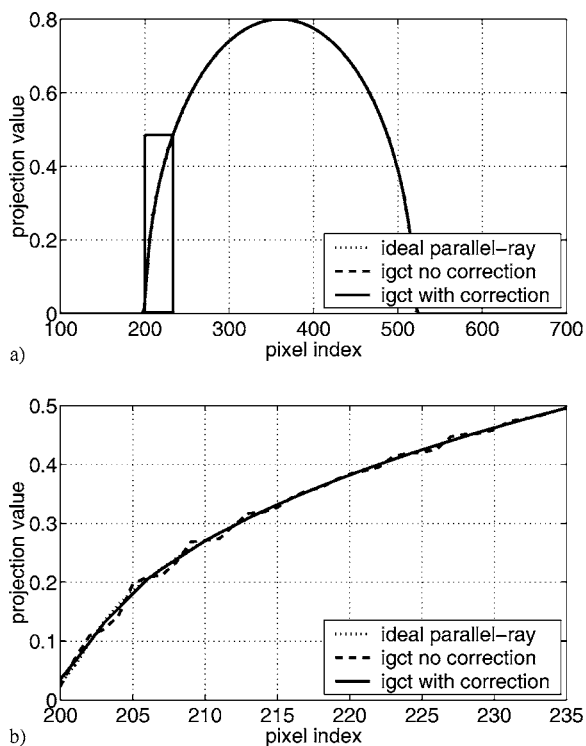 0.8
0.6
0.4
0.2
0
projection value
ideal parallel-ray
igct no correction
igct with correction
100 200 300 400 500 600 700
pixel index
a)
0.5
0.4
0.3
0.2
0.1
0
projection value
ideal parallel-ray
igct no correction
igct with correction
200 205 210 215 220 225 230 235
pixel index
b)